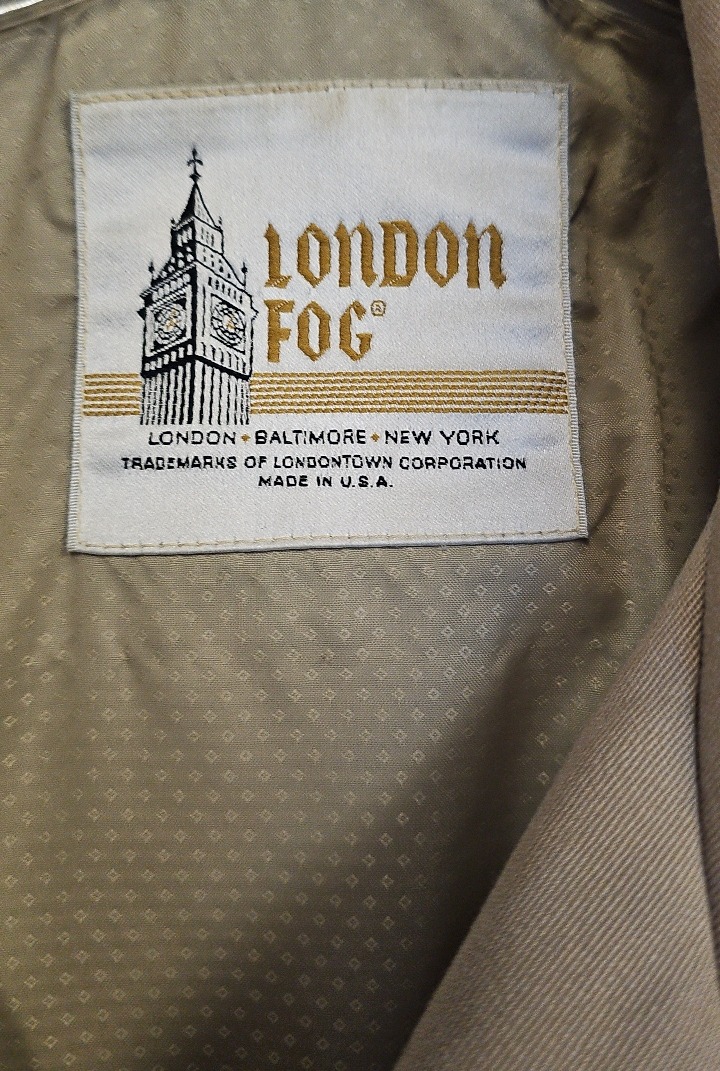 LONDON
FOG®
LONDON • BALTIMORE • NEW YORK
TRADEMARKS OF LONDONTOWN CORPORATION
MADE IN U.S.A.